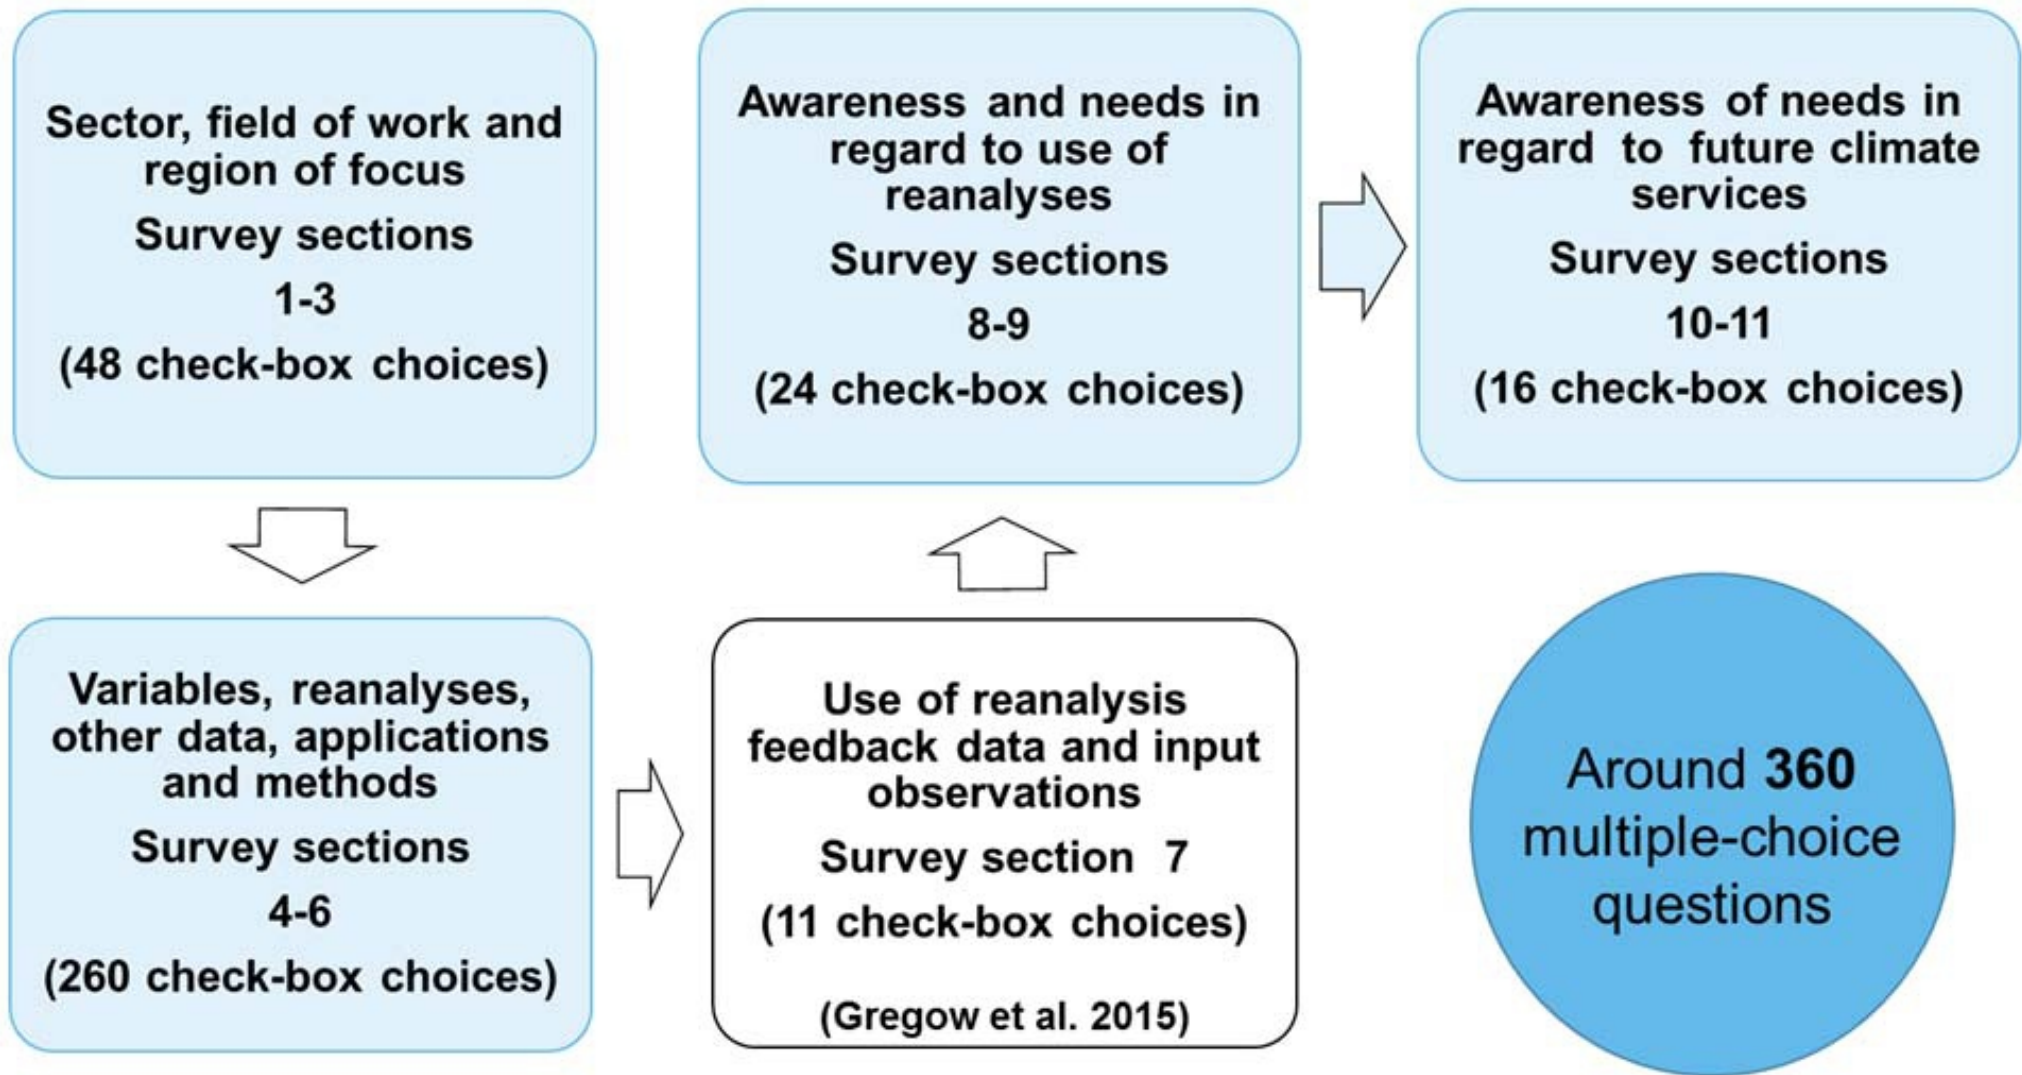 Sector, field of work and
region of focus
Survey sections
1-3
(48 check-box choices)
Variables, reanalyses,
other data, applications
and methods
Survey sections
4-6
(260 check-box choices)
Use of reanalysis
feedback data and input
observations
Survey section 7
(11 check-box choices)
(Gregow et al. 2015)
Awareness and needs in
regard to use of
reanalyses
Survey sections
8-9
(24 check-box choices)
Awareness of needs in
regard to future climate
services
Survey sections
10-11
(16 check-box choices)
Around 360
multiple-choice
questions